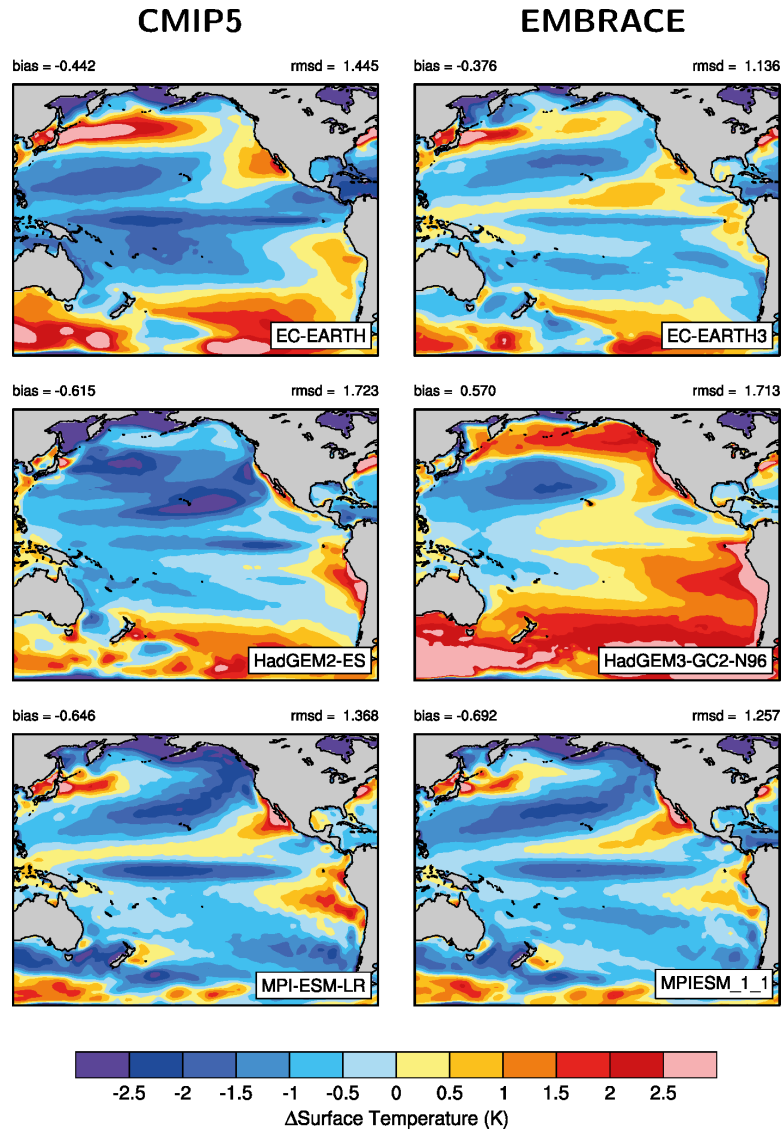 CMIP5 EMBRACE
bias = -0.442 rmsd = 1.445 bias = -0.376 rmsd = 1.136
EC-EARTH EC-EARTH3
bias = -0.615 rmsd = 1.723 bias = 0.570 rmsd = 1.713
HadGEM2-ES HadGEM3-GC2-N96
bias = -0.646 rmsd = 1.368 bias = -0.692 rmsd = 1.257
MPI-ESM-LR MPIESM_1_1
-2.5 -2 -1.5 -1 -0.5 0 0.5 1 1.5 2 2.5
ΔSurface Temperature (K)